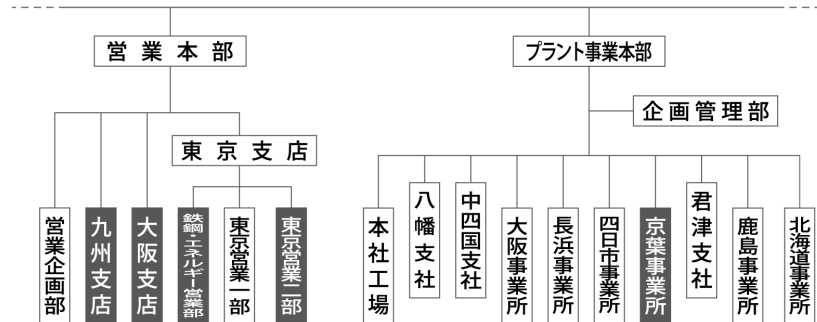 営業本部
プラント事業本部
企画管理部
東京支店
営業企画部
九州支店
大阪支店
鉄鋼・エネルギー営業部
東京営業一部
東京営業二部
本社工場
八幡支社
中四国支社
大阪事業所
長浜事業所
四日市事業所
京葉事業所
君津支社
鹿島事業所
北海道事業所